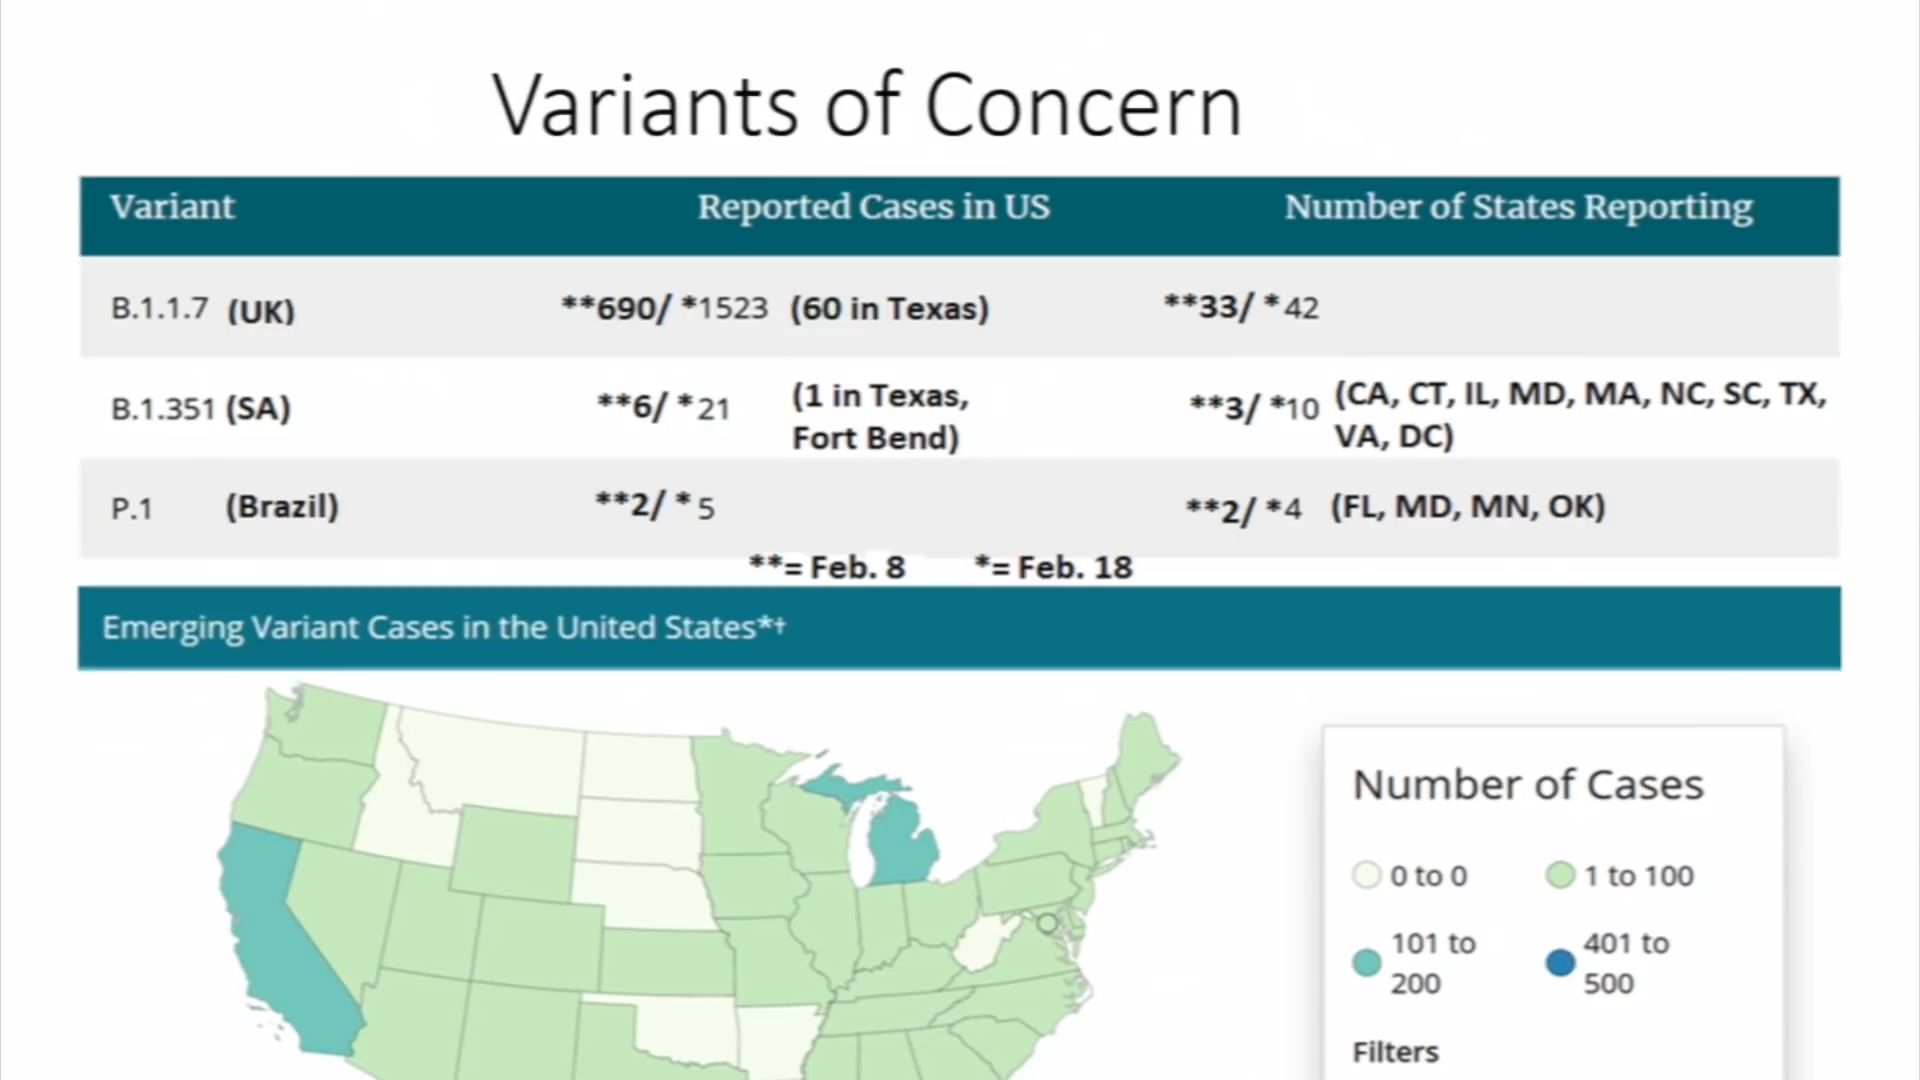 Variants of Concern
Variant Reported Cases in US Number of States Reporting
B.1.1.7 (UK) **690/ *1523 (60 in Texas) **33/ *42
B.1.351 (SA) **6/ *21 (1 in Texas, Fort Bend) **3/ *10 (CA, CT, IL, MD, MA, NC, SC, TX, VA, DC)
P.1 (Brazil) **2/ *5 **2/ *4 (FL, MD, MN, OK)
**= Feb. 8 *= Feb. 18
Emerging Variant Cases in the United States*†
Number of Cases
0 to 0 1 to 100
101 to 200 401 to 500
Filters